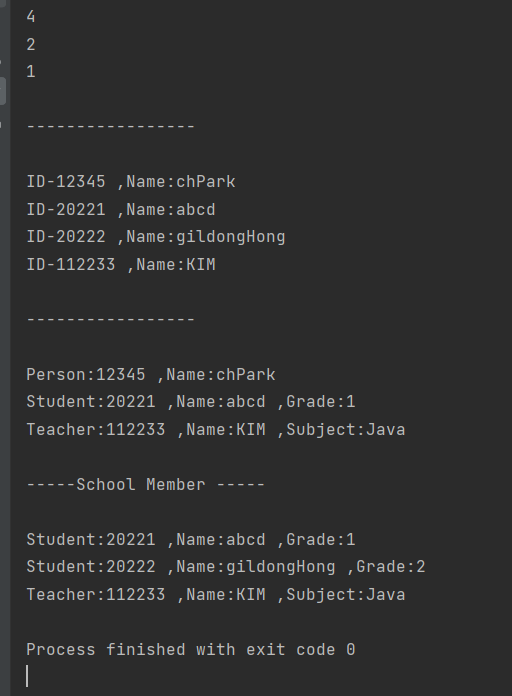 4
2
1
-----------------
ID-12345 ,Name:chPark
ID-20221 ,Name:abcd
ID-20222 ,Name:gildongHong
ID-112233 ,Name:KIM
-----------------
Person:12345 ,Name:chPark
Student:20221 ,Name:abcd ,Grade:1
Teacher:112233 ,Name:KIM ,Subject:Java
-----School Member -----
Student:20221 ,Name:abcd ,Grade:1
Student:20222 ,Name:gildongHong ,Grade:2
Teacher:112233 ,Name:KIM ,Subject:Java
Process finished with exit code 0